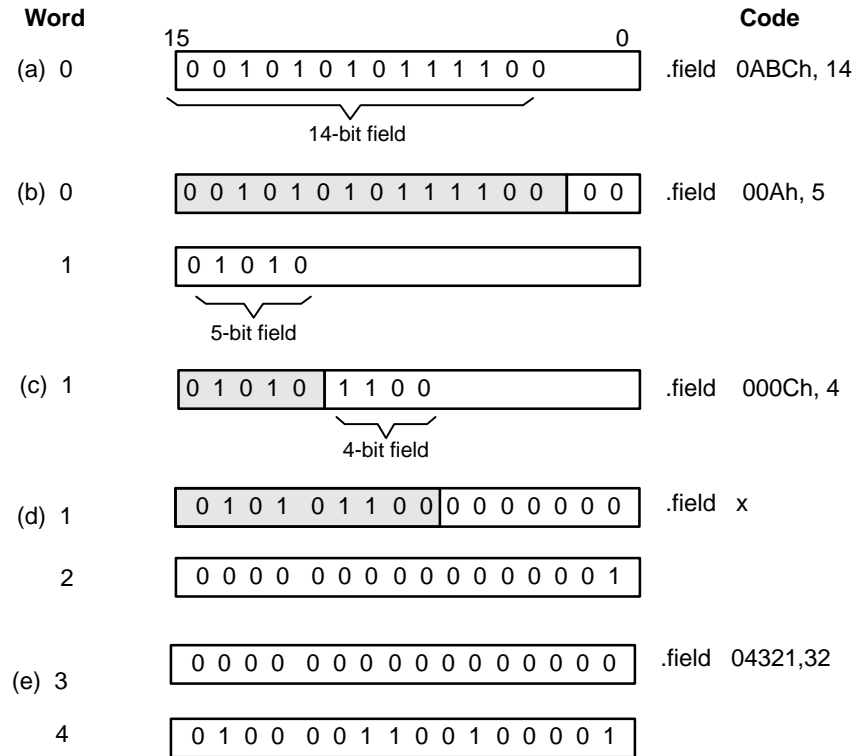 Word Code
15 0
(a) 0 0 0 1 0 1 0 1 0 1 1 1 1 0 0 .field 0ABCh, 14
14-bit field
(b) 0 0 0 1 0 1 0 1 0 1 1 1 1 0 0 0 0 .field 00Ah, 5
1 0 1 0 1 0
5-bit field
(c) 1 0 1 0 1 0 1 1 0 0 .field 000Ch, 4
4-bit field
(d) 1 0 1 0 1 0 1 1 0 0 0 0 0 0 0 0 0 .field x
2 0 0 0 0 0 0 0 0 0 0 0 0 0 0 0 1
(e) 3 0 0 0 0 0 0 0 0 0 0 0 0 0 0 0 0 .field 04321,32
4 0 1 0 0 0 0 1 1 0 0 1 0 0 0 0 1